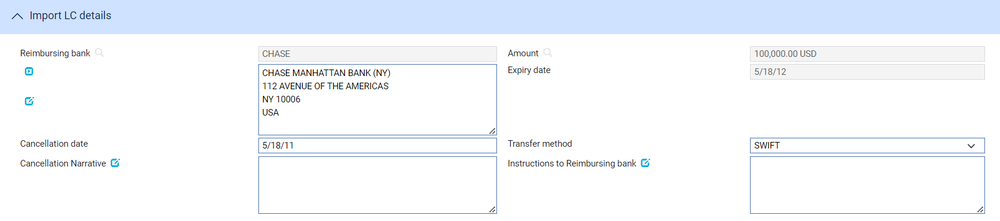 Import LC details
Reimbursing bank
CHASE
CHASE MANHATTAN BANK (NY)
112 AVENUE OF THE AMERICAS
NY 10006
USA
Amount
100,000.00 USD
Expiry date
5/18/12
Cancellation date
5/18/11
Transfer method
SWIFT
Cancellation Narrative
Instructions to Reimbursing bank